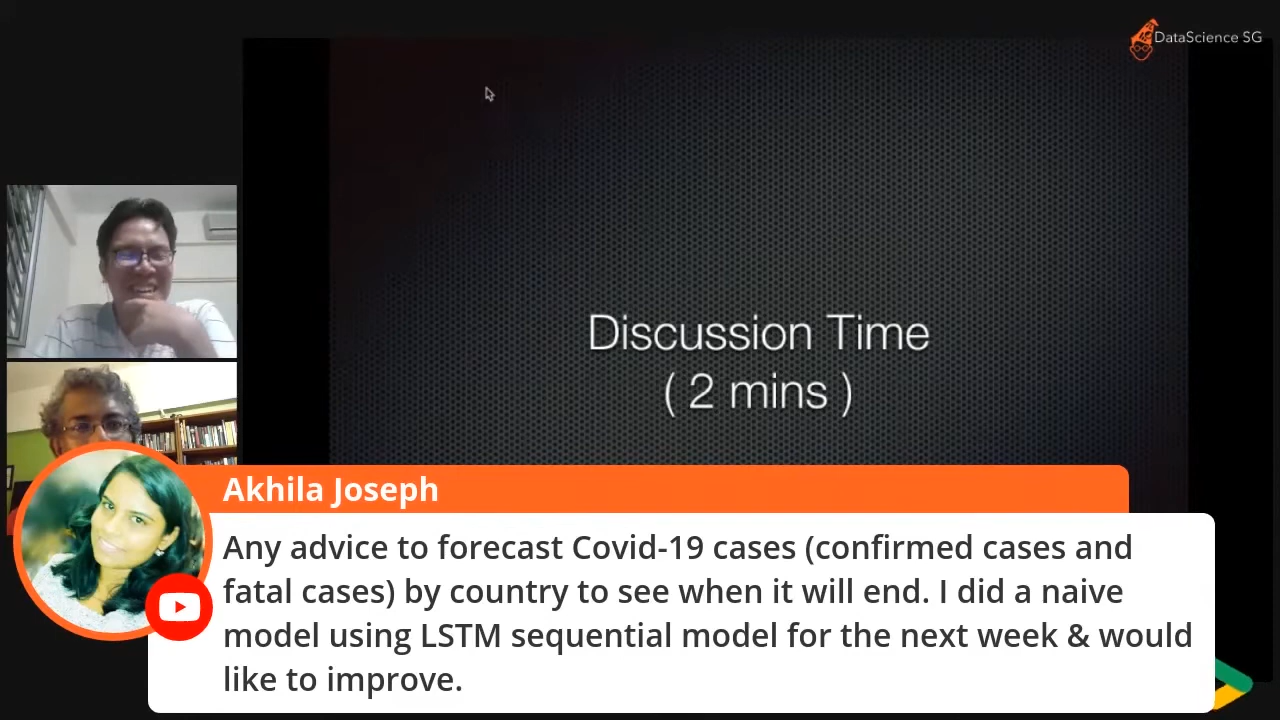 DataScience SG
Discussion Time
( 2 mins )
Akhila Joseph
Any advice to forecast Covid-19 cases (confirmed cases and
fatal cases) by country to see when it will end. I did a naive
model using LSTM sequential model for the next week & would
like to improve.